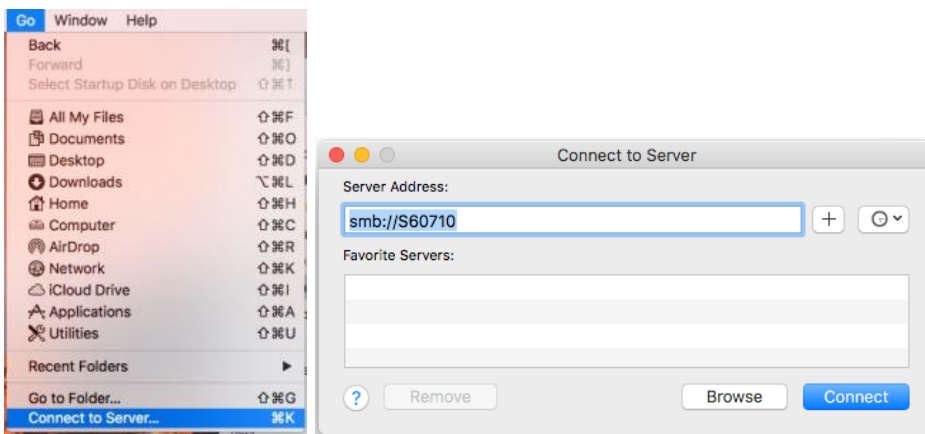 Go Window Help
Back ⌘[
Forward ⌘]
Select Startup Disk on Desktop ⇧⌘↑
All My Files ⇧⌘F
Documents ⇧⌘O
Desktop ⇧⌘D
Downloads ⌥⌘L
Home ⇧⌘H
Computer ⇧⌘C
AirDrop ⇧⌘R
Network ⇧⌘K
iCloud Drive ⇧⌘I
Applications ⇧⌘A
Utilities ⇧⌘U
Recent Folders ▶
Go to Folder... ⇧⌘G
Connect to Server... ⌘K
Connect to Server
Server Address:
smb://S60710
Favorite Servers:
? Remove Browse Connect